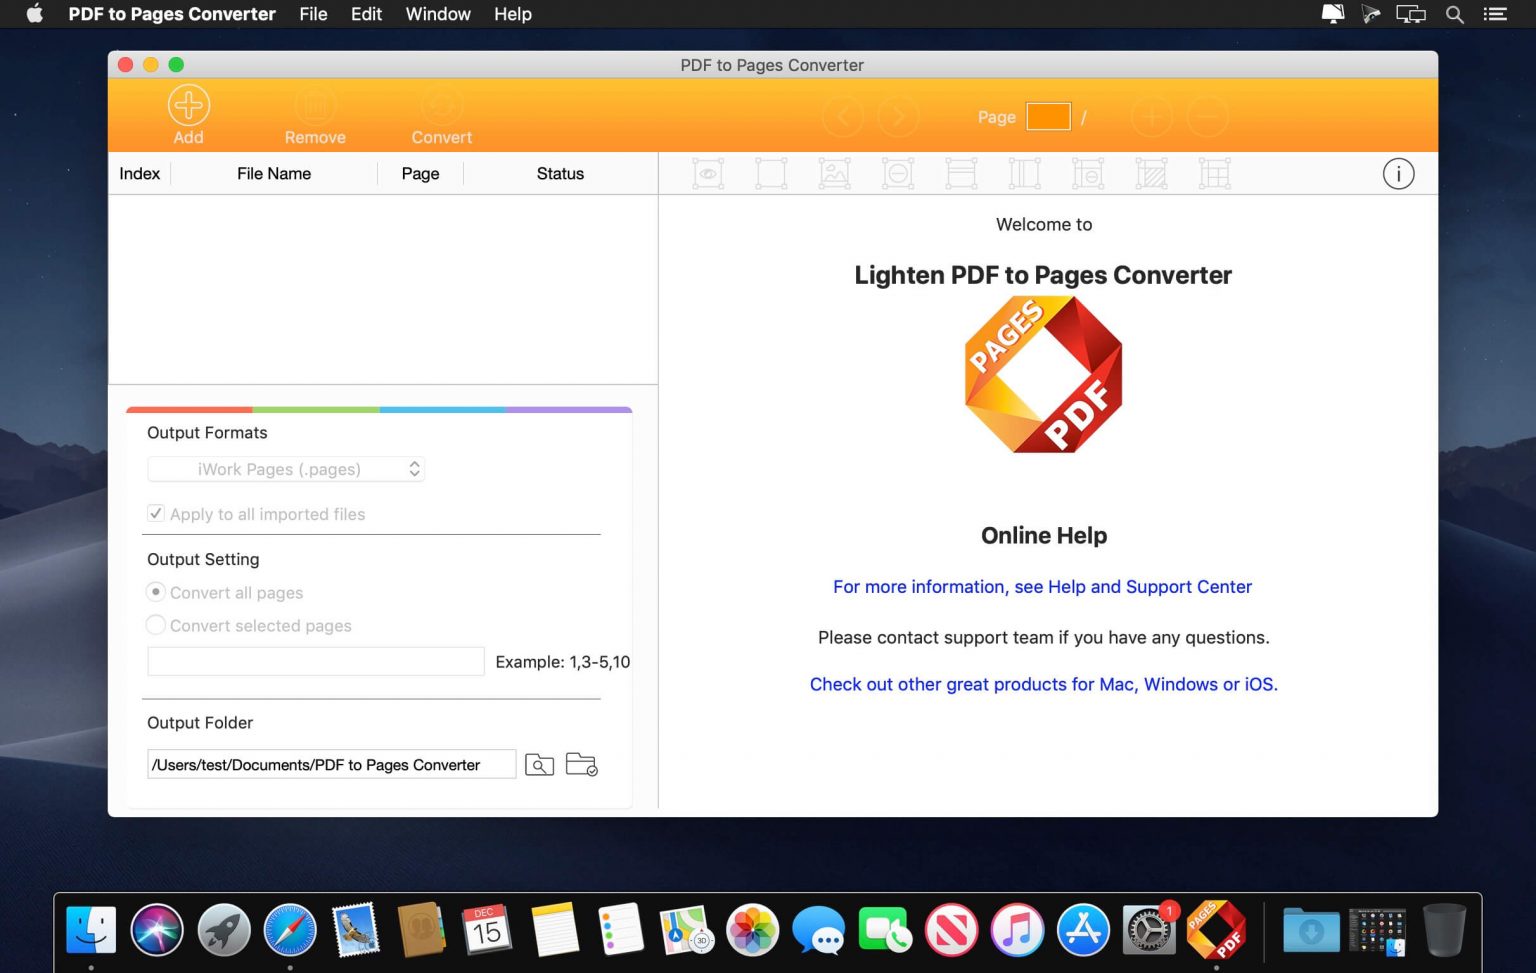 PDF to Pages Converter File Edit Window Help
PDF to Pages Converter
Add Remove Convert Page /
Index File Name Page Status
Welcome to
Lighten PDF to Pages Converter
PAGES
PDF
Output Formats
iWork Pages (.pages)
Apply to all imported files
Output Setting
Convert all pages
Convert selected pages
Example: 1,3-5,10
Output Folder
/Users/test/Documents/PDF to Pages Converter
Online Help
For more information, see Help and Support Center
Please contact support team if you have any questions.
Check out other great products for Mac, Windows or iOS.
DEC
15
3D
1
PAGES
PDF